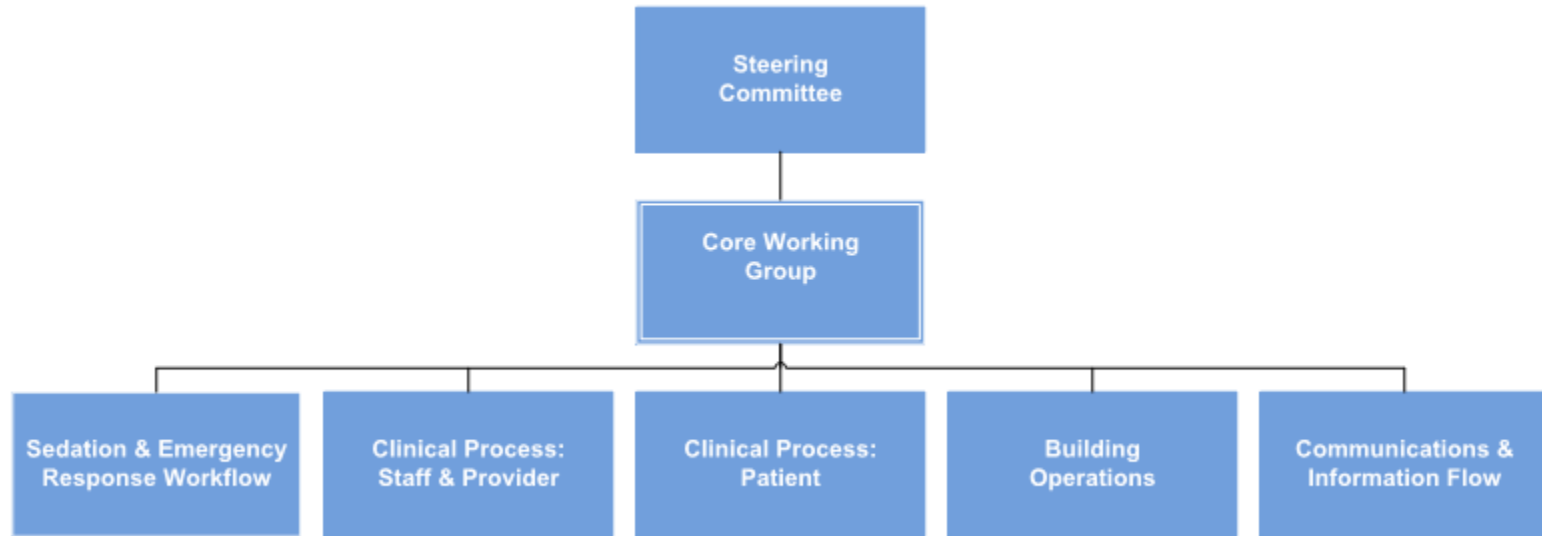 Steering
Committee
Core Working
Group
Sedation & Emergency
Response Workflow
Clinical Process:
Staff & Provider
Clinical Process:
Patient
Building
Operations
Communications &
Information Flow